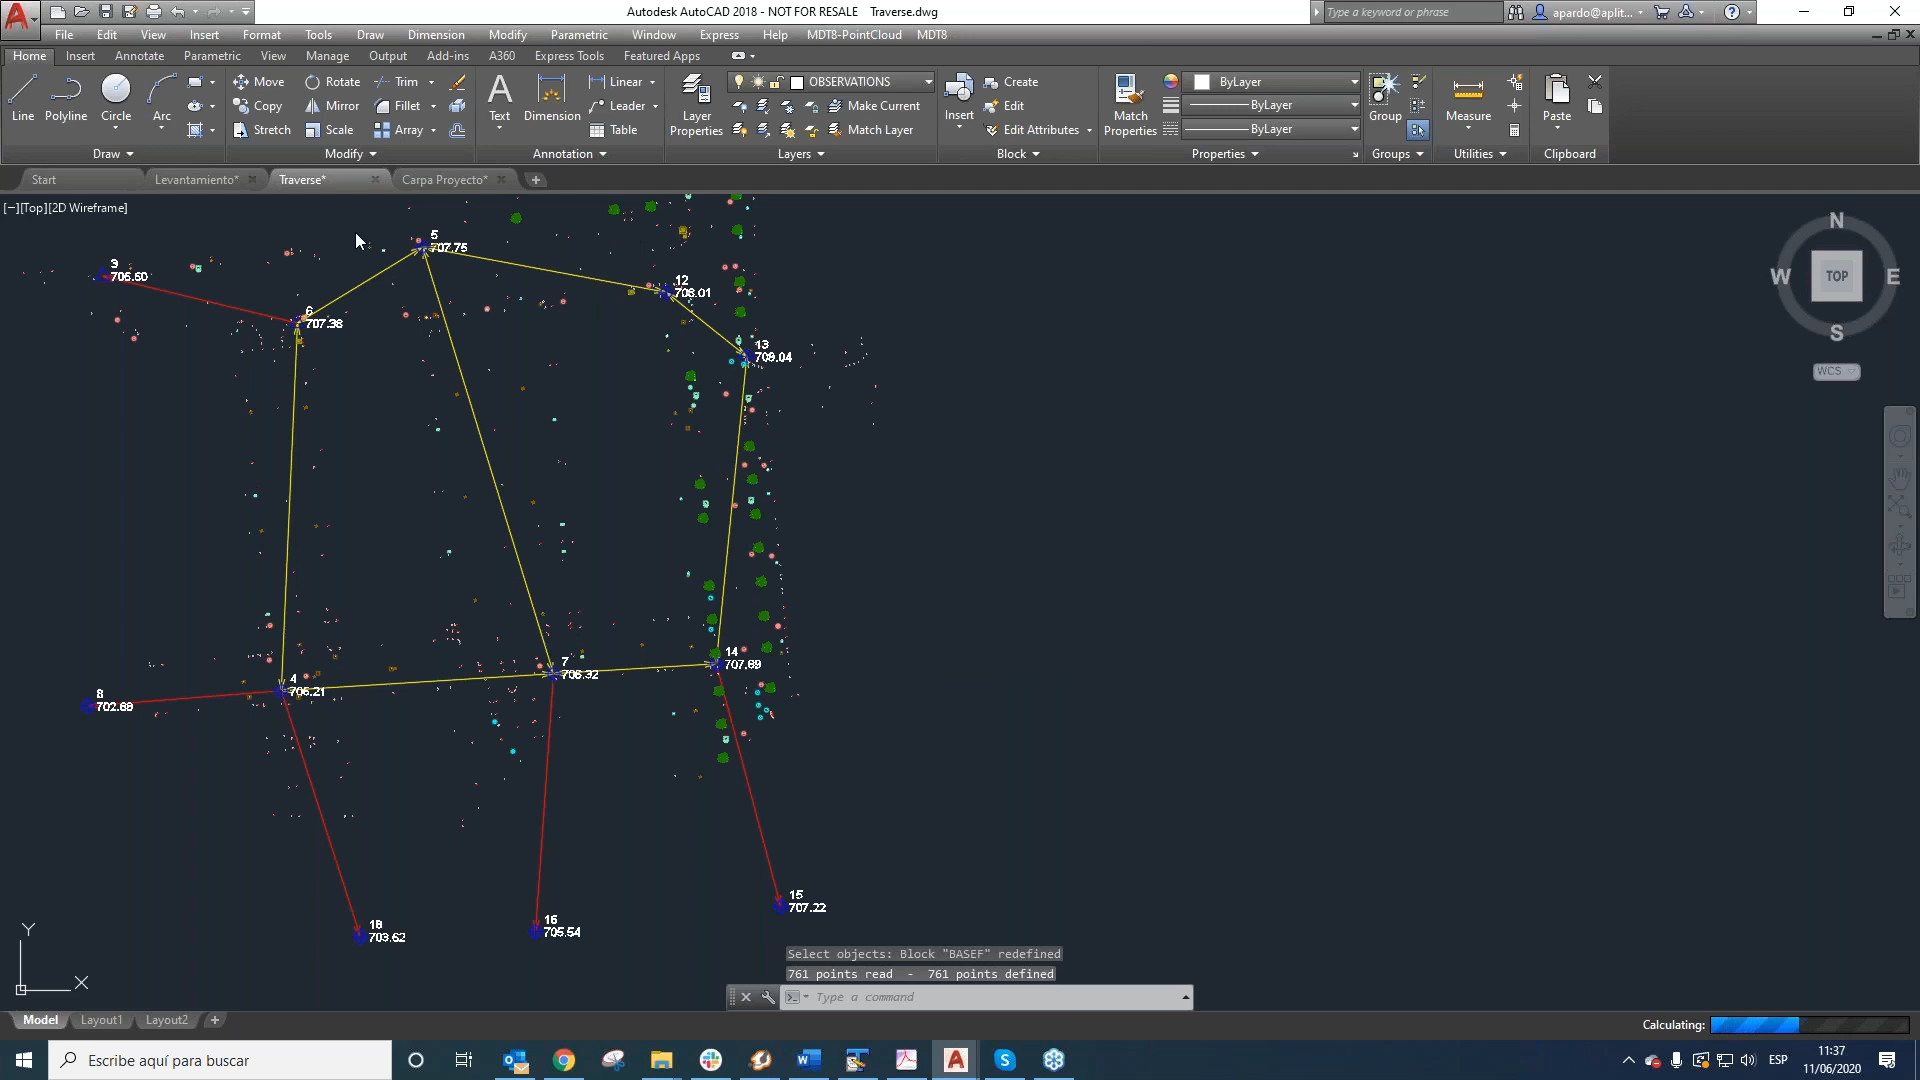 Autodesk AutoCAD 2018 - NOT FOR RESALE Traverse.dwg
Type a keyword or phrase
apardo@aplit...
File Edit View Insert Format Tools Draw Dimension Modify Parametric Window Express Help MDT8-PointCloud MDT8
Home Insert Annotate Parametric View Manage Output Add-ins A360 Express Tools Featured Apps
Line Polyline Circle Arc
Move Rotate Trim
Copy Mirror Fillet
Stretch Scale Array
Text Dimension
Linear
Leader
Table
Layer Properties
OBSERVATIONS
Make Current
Match Layer
Insert
Create
Edit
Edit Attributes
Match Properties
ByLayer
ByLayer
ByLayer
Group
Measure
Paste
Draw Modify Annotation Layers Block Properties Groups Utilities Clipboard
Start Levantamiento* Traverse* Carpa Proyecto*
[−][Top][2D Wireframe]
N
W TOP E
S
WCS
5
707.75
3
706.60
12
708.01
6
707.38
13
709.04
14
707.69
7
706.32
4
706.21
8
702.69
15
707.22
16
705.54
18
703.62
Y
X
Select objects: Block "BASEF" redefined
761 points read - 761 points defined
Type a command
Model Layout1 Layout2
Calculating:
Escribe aquí para buscar
ESP
11:37
11/06/2020